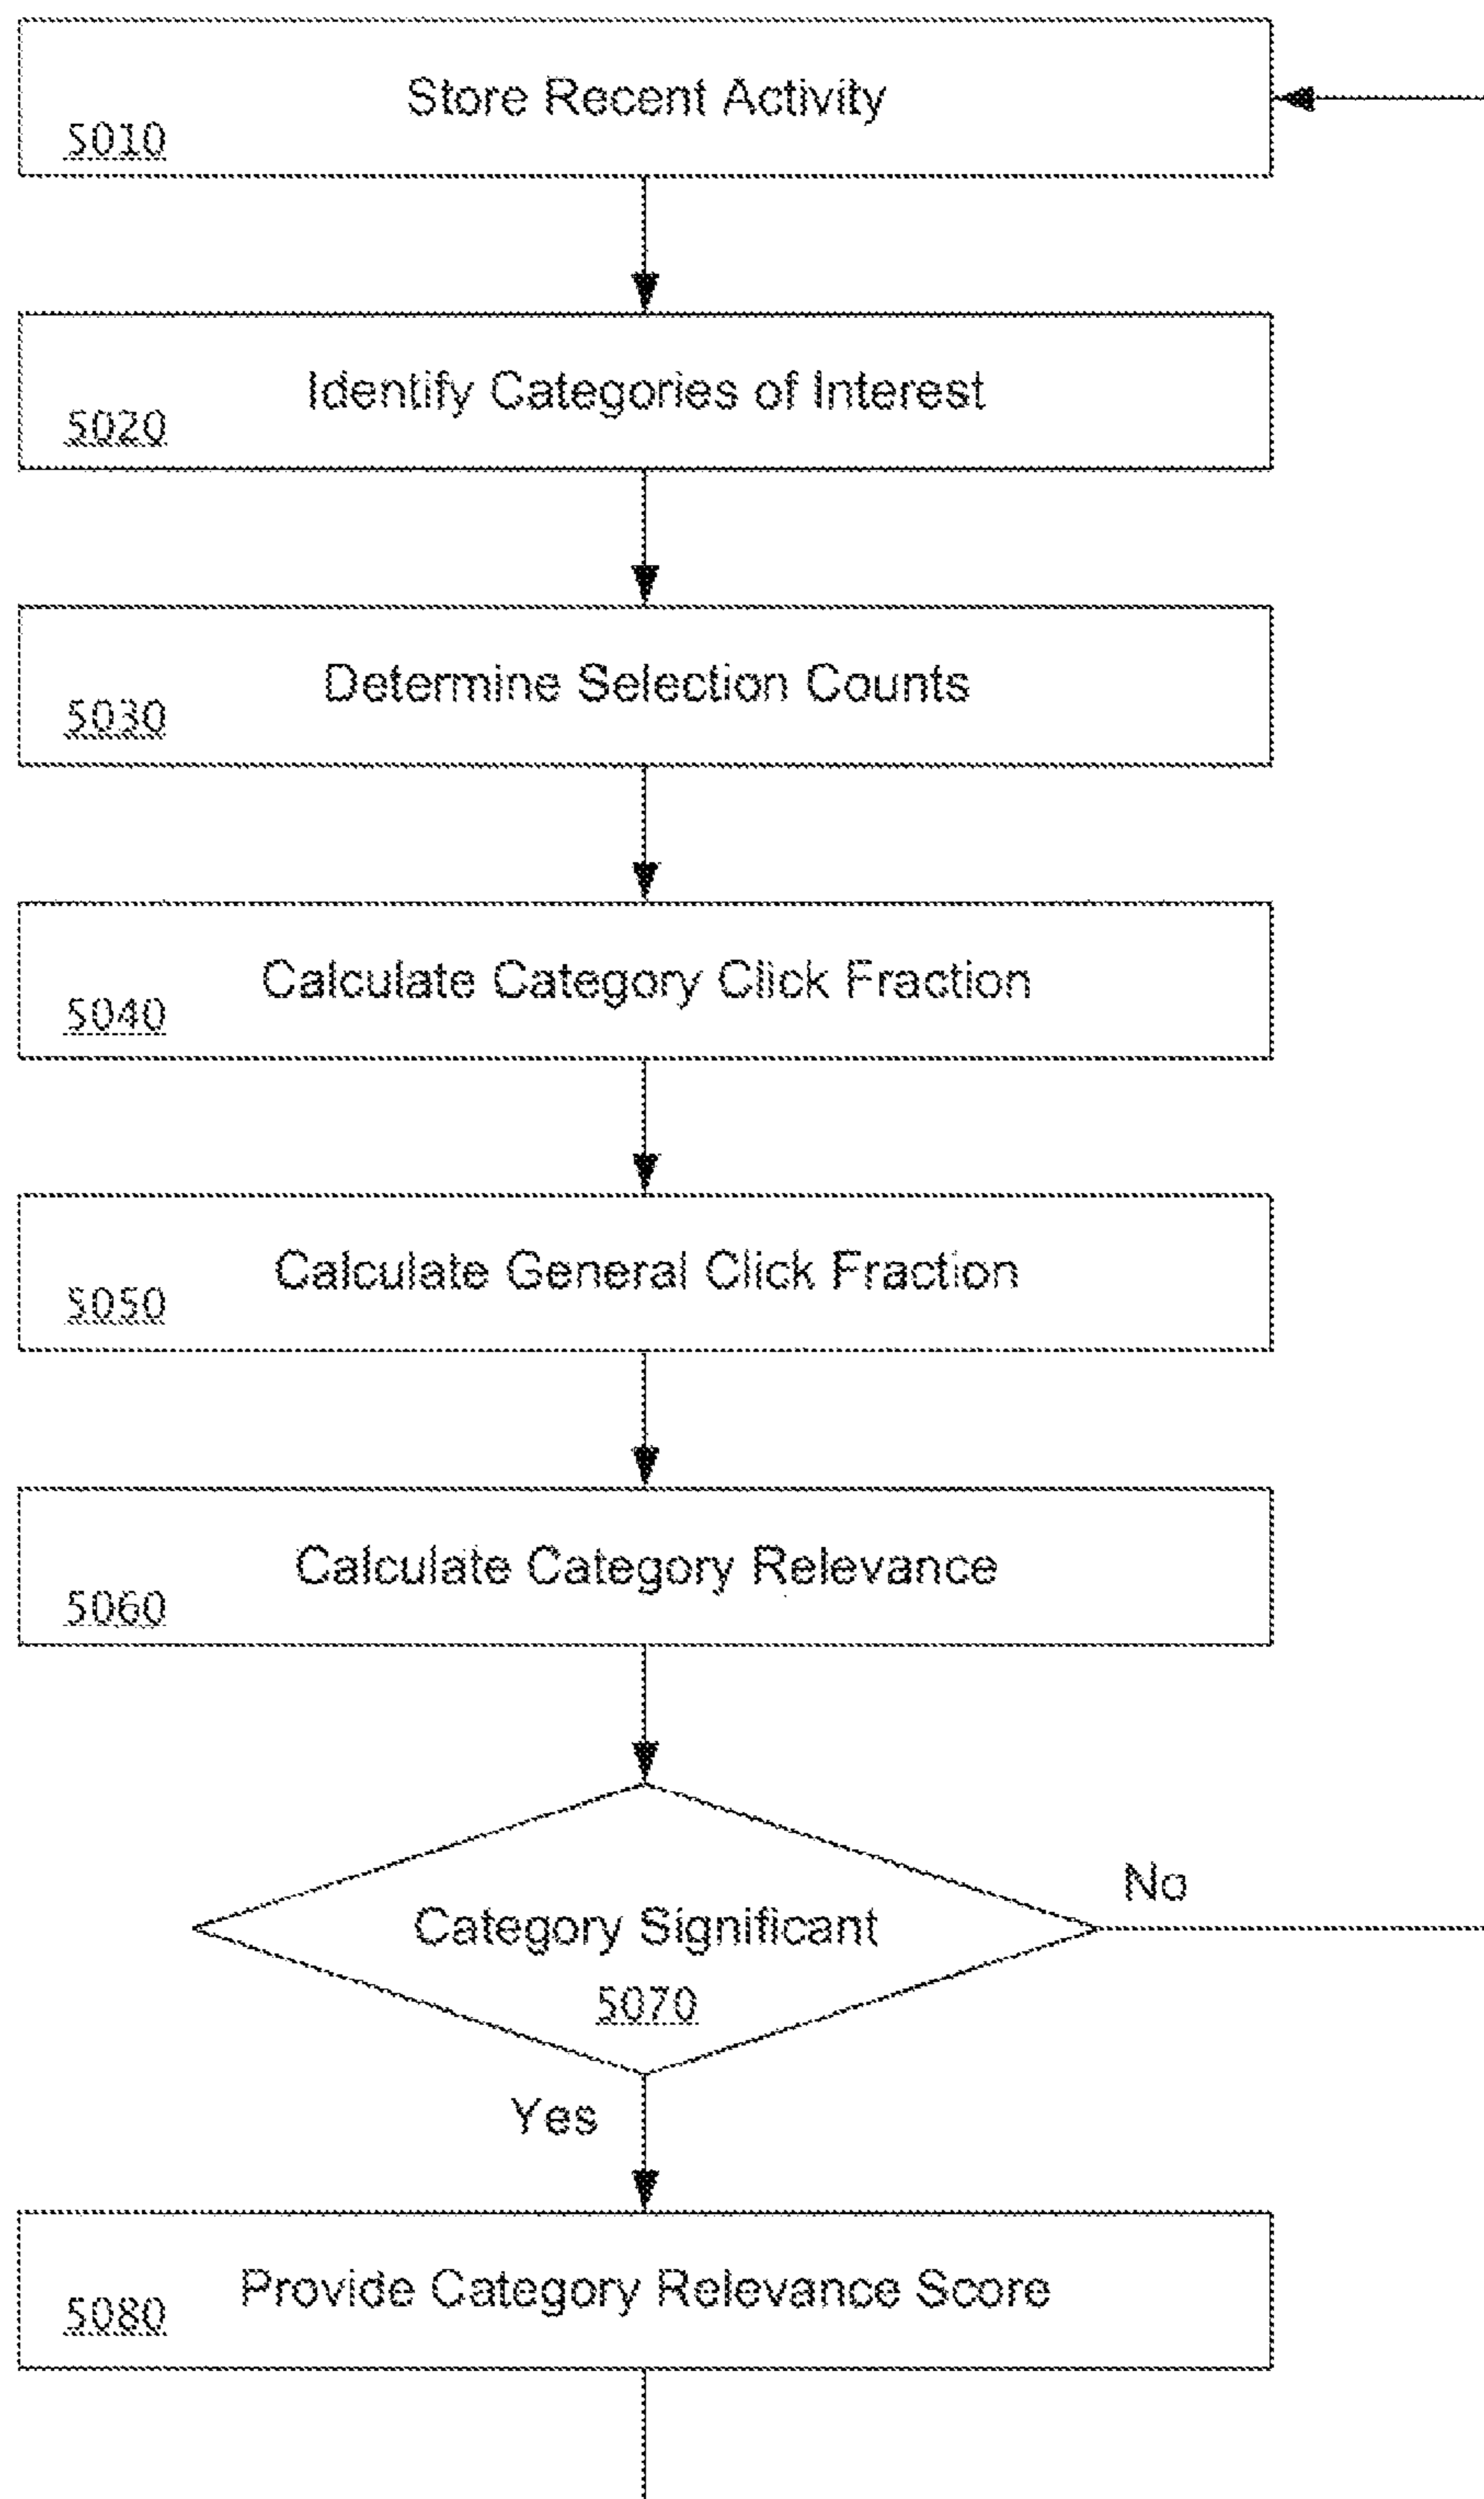 Store Recent Activity
5010
Identify Categories of Interest
5020
Determine Selection Counts
5030
Calculate Category Click Fraction
5040
Calculate General Click Fraction
5050
Calculate Category Relevance
5060
Category Significant
5070
No
Yes
Provide Category Relevance Score
5080